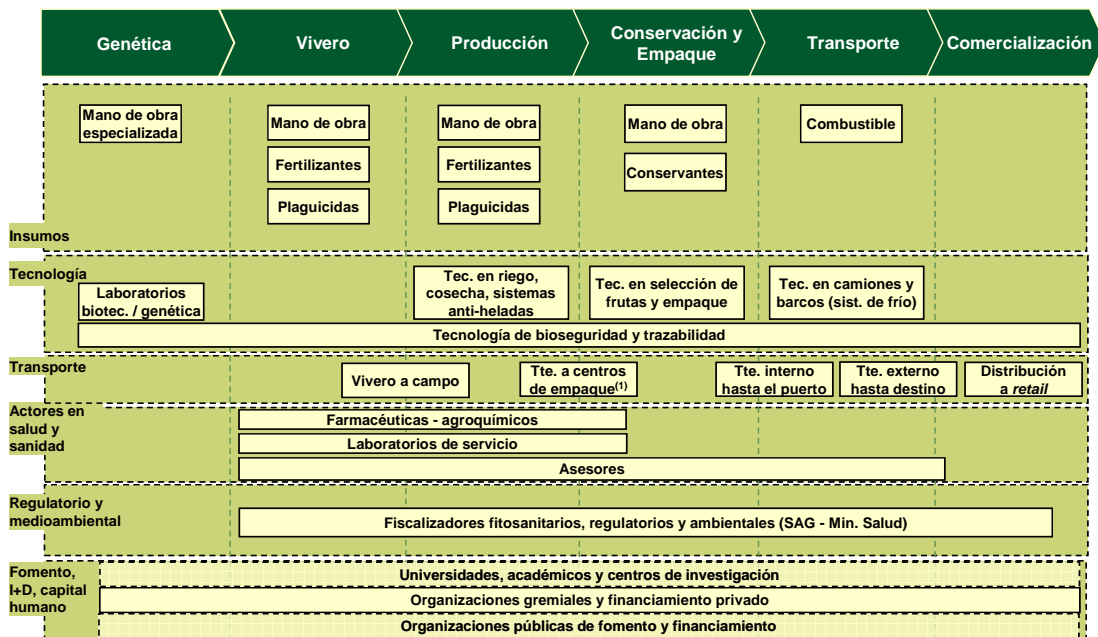 Genética
Vivero
Producción
Conservación y
Empaque
Transporte
Comercialización
Mano de obra
especializada
Mano de obra
Mano de obra
Mano de obra
Combustible
Fertilizantes
Fertilizantes
Conservantes
Plaguicidas
Plaguicidas
Insumos
Tecnología
Laboratorios
biotec. / genética
Tec. en riego,
cosecha, sistemas
anti-heladas
Tec. en selección de
frutas y empaque
Tec. en camiones y
barcos (sist. de frío)
Tecnología de bioseguridad y trazabilidad
Transporte
Vivero a campo
Tte. a centros
de empaque(1)
Tte. interno
hasta el puerto
Tte. externo
hasta destino
Distribución
a retail
Actores en
salud y
sanidad
Farmacéuticas - agroquímicos
Laboratorios de servicio
Asesores
Regulatorio y
medioambiental
Fiscalizadores fitosanitarios, regulatorios y ambientales (SAG - Min. Salud)
Fomento,
I+D, capital
humano
Universidades, académicos y centros de investigación
Organizaciones gremiales y financiamiento privado
Organizaciones públicas de fomento y financiamiento